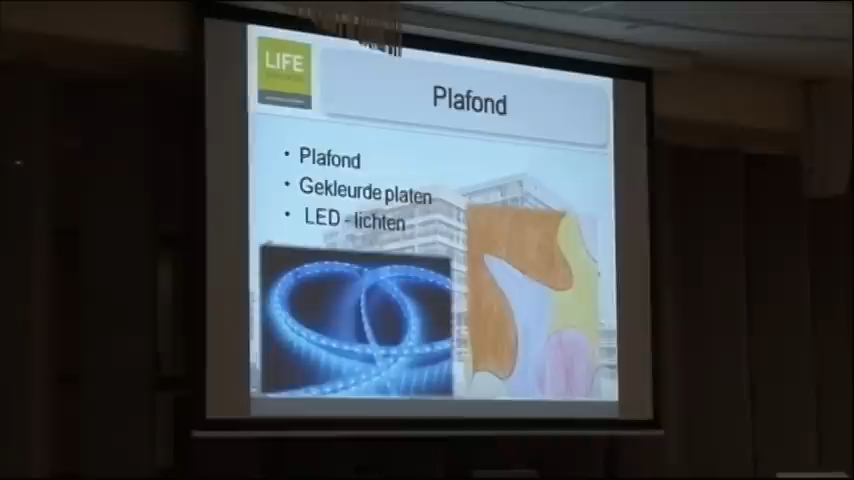 LIFE
Plafond
• Plafond
• Gekleurde platen
• LED - lichten